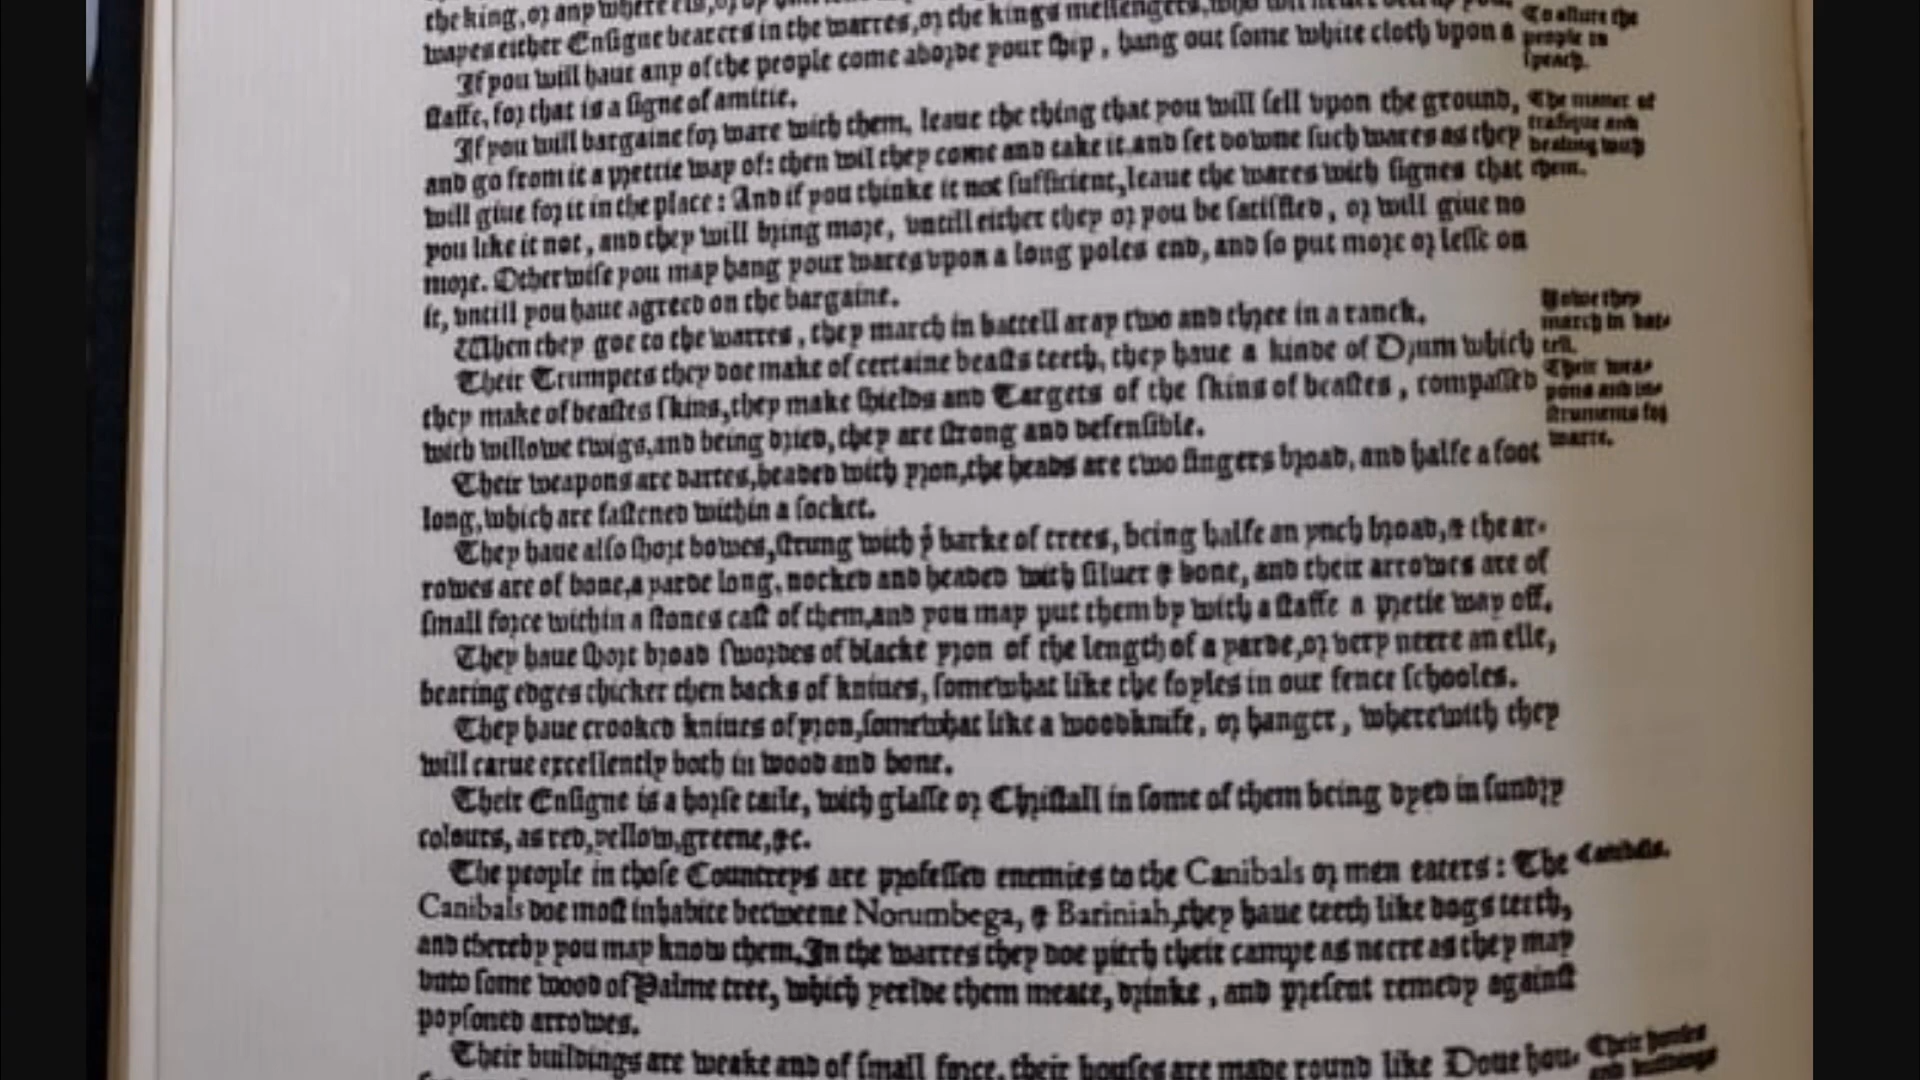 the king, or any where els, or by
wayes either Ensigne bearers in the warres, or the kings messengers, who will neuer
If you will haue any of the people come aborde your ship, hang out some white cloth vpon a
staffe, for that is a signe of amitie.
To allure the
people to
speach.
If you will bargaine for ware with them, leaue the thing that you will sell vpon the ground,
and go from it a prettie way of: then wil they come and take it, and set downe such wares as they
will giue for it in the place: And if you thinke it not sufficient, leaue the wares with signes that
you like it not, and they will bring more, vntill either they or you be satisfied, or will giue no
more. Otherwise you may hang your wares vpon a long poles end, and so put more or lesse on
it, vntill you haue agreed on the bargaine.
The maner of
trafique and
dealing with
them.
When they goe to the warres, they march in battell aray two and three in a ranck.
Howe they
march in bat-
tell.
Their Trumpets they doe make of certaine beasts teeth, they haue a kinde of Drum which
they make of beastes skins, they make shields and Targets of the skins of beastes, compassed
with willowe twigs, and being dried, they are strong and defensible.
Their wea-
pons and in-
struments for
warre.
Their weapons are dartes, headed with yron, the heads are two fingers broad, and halfe a foot
long, which are fastened within a socket.
They haue also short bowes, strung with yͤ barke of trees, being halfe an ynch broad, & the ar-
rowes are of bone, a yarde long, nocked and headed with siluer & bone, and their arrowes are of
small force within a stones cast of them, and you may put them by with a staffe a pretie way off.
They haue short broad swordes of blacke yron of the length of a yarde, or very neere an elle,
bearing edges thicker then backs of kniues, somewhat like the foyles in our fence schooles.
They haue crooked kniues of yron, somewhat like a woodknife, or hanger, wherewith they
will carue excellently both in wood and bone.
Their Ensigne is a horse taile, with glasse or Christall in some of them being dyed in sundry
colours, as red, yellow, greene, &c.
The people in those Countreys are professed enemies to the Canibals or men eaters: The
Canibals doe most inhabite betweene Norumbega, & Bariniah, they haue teeth like dogs teeth,
and thereby you may know them. In the warres they doe pitch their campe as neere as they may
vnto some wood of Palme tree, which yeelde them meate, drinke, and present remedy against
poysoned arrowes.
Canibals.
Their buildings are weake and of small force, their houses are made round like Doue hou-
Their houses
and buildings